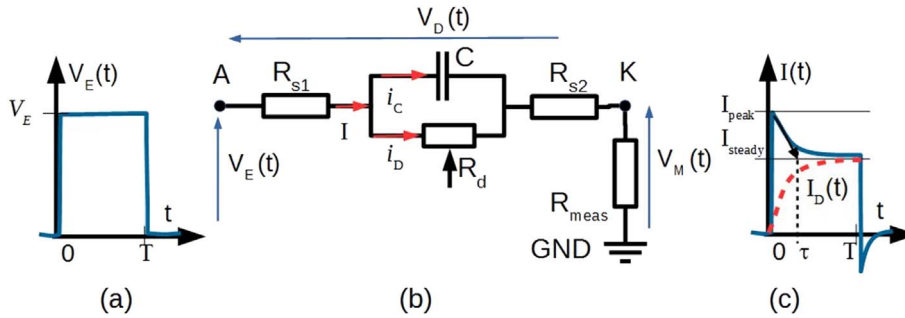 V_E(t)
V_E
0
T
t
(a)
V_D(t)
A
R_s1
C
R_s2
K
i_C
I
i_D
R_d
V_E(t)
V_M(t)
R_meas
GND
(b)
I(t)
I_peak
I_steady
I_D(t)
t
0
τ
T
(c)